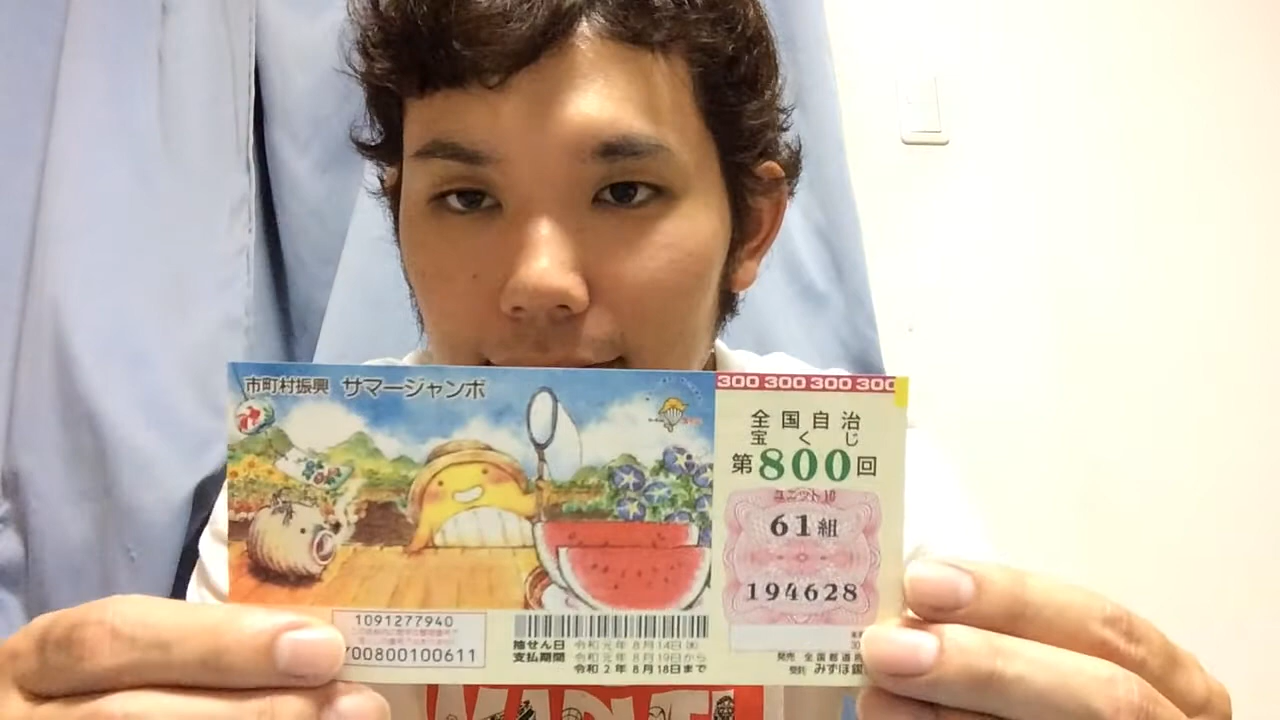 市町村振興 サマージャンボ
300 300 300 300
全国自治
宝くじ
第800回
ユニット10
61組
194628
1091277940
00800100611
抽せん日 令和元年8月14日(水)
支払期間 令和元年8月19日から
令和2年8月18日まで
発売 全国都道府
受託 みずほ銀
MARVEL